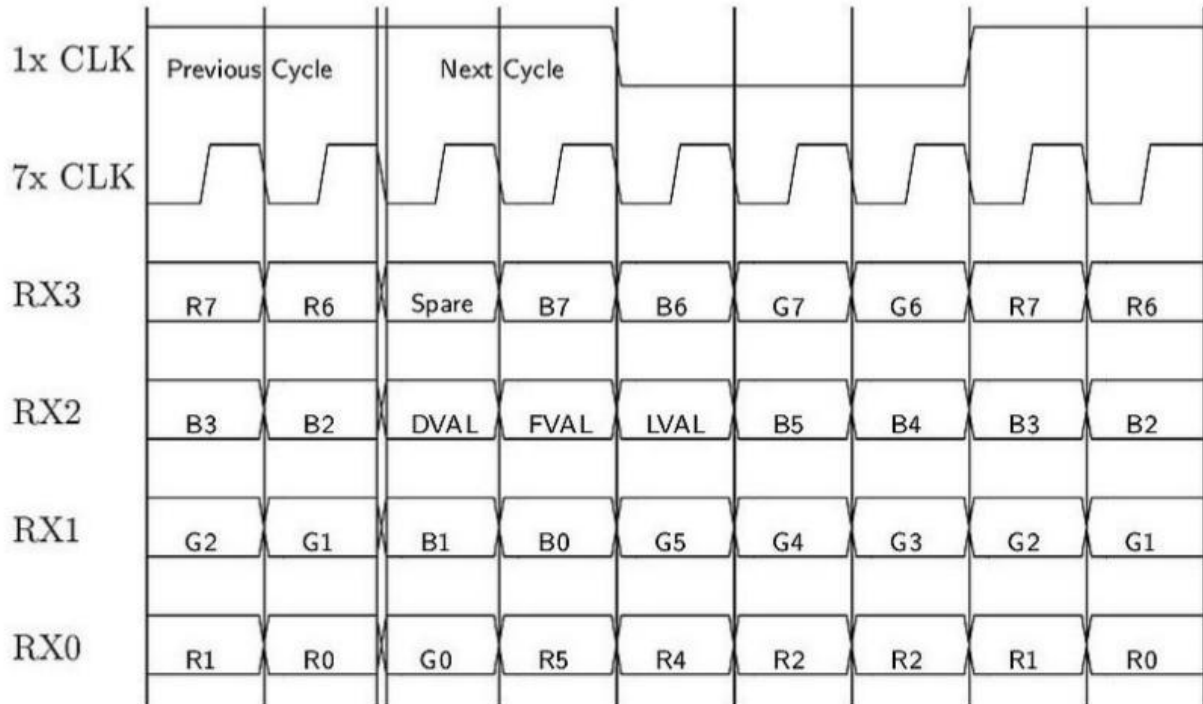 1x CLK Previous Cycle Next Cycle
7x CLK
RX3 R7 R6 Spare B7 B6 G7 G6 R7 R6
RX2 B3 B2 DVAL FVAL LVAL B5 B4 B3 B2
RX1 G2 G1 B1 B0 G5 G4 G3 G2 G1
RX0 R1 R0 G0 R5 R4 R2 R2 R1 R0